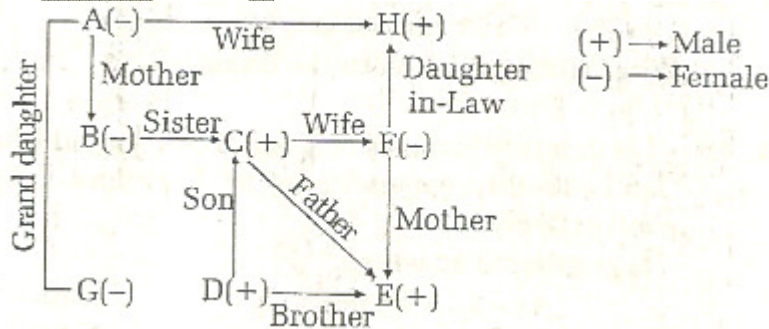 A(–) Wife H(+)
(+) → Male
(–) → Female
Mother
Daughter
in-Law
Grand daughter
B(–) Sister C(+) Wife F(–)
Son
Father
Mother
G(–) D(+) Brother E(+)